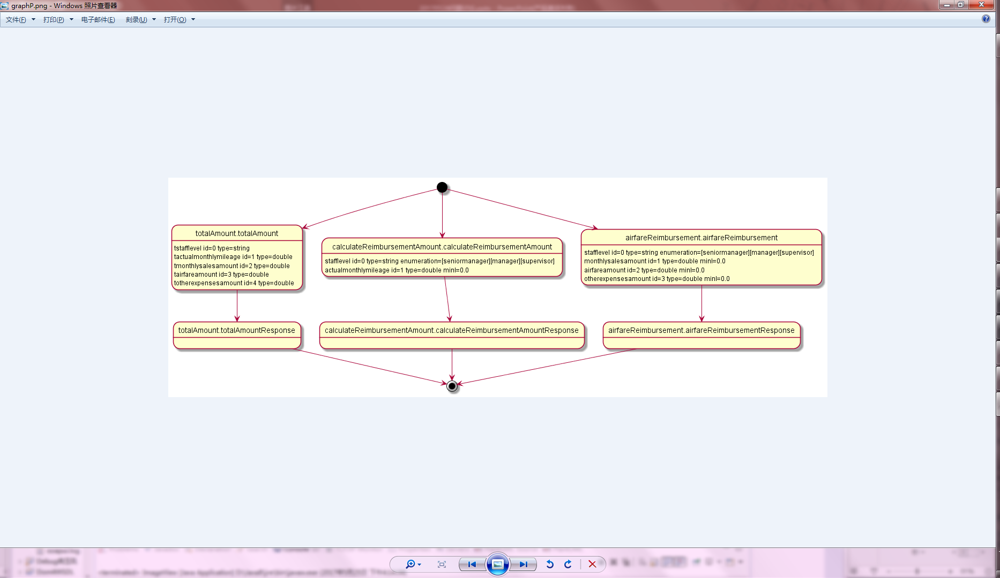 graphP.png - Windows 照片查看器
文件(F) 打印(P) 电子邮件(E) 刻录(U) 打开(O)
totalAmount.totalAmount
tstafflevel id=0 type=string
tactualmonthlymileage id=1 type=double
tmonthlysalesamount id=2 type=double
tairfareamount id=3 type=double
totherexpensesamount id=4 type=double
calculateReimbursementAmount.calculateReimbursementAmount
stafflevel id=0 type=string enumeration=[seniormanager][manager][supervisor]
actualmonthlymileage id=1 type=double minI=0.0
airfareReimbursement.airfareReimbursement
stafflevel id=0 type=string enumeration=[seniormanager][manager][supervisor]
monthlysalesamount id=1 type=double minI=0.0
airfareamount id=2 type=double minI=0.0
otherexpensesamount id=3 type=double minI=0.0
totalAmount.totalAmountResponse
calculateReimbursementAmount.calculateReimbursementAmountResponse
airfareReimbursement.airfareReimbursementResponse